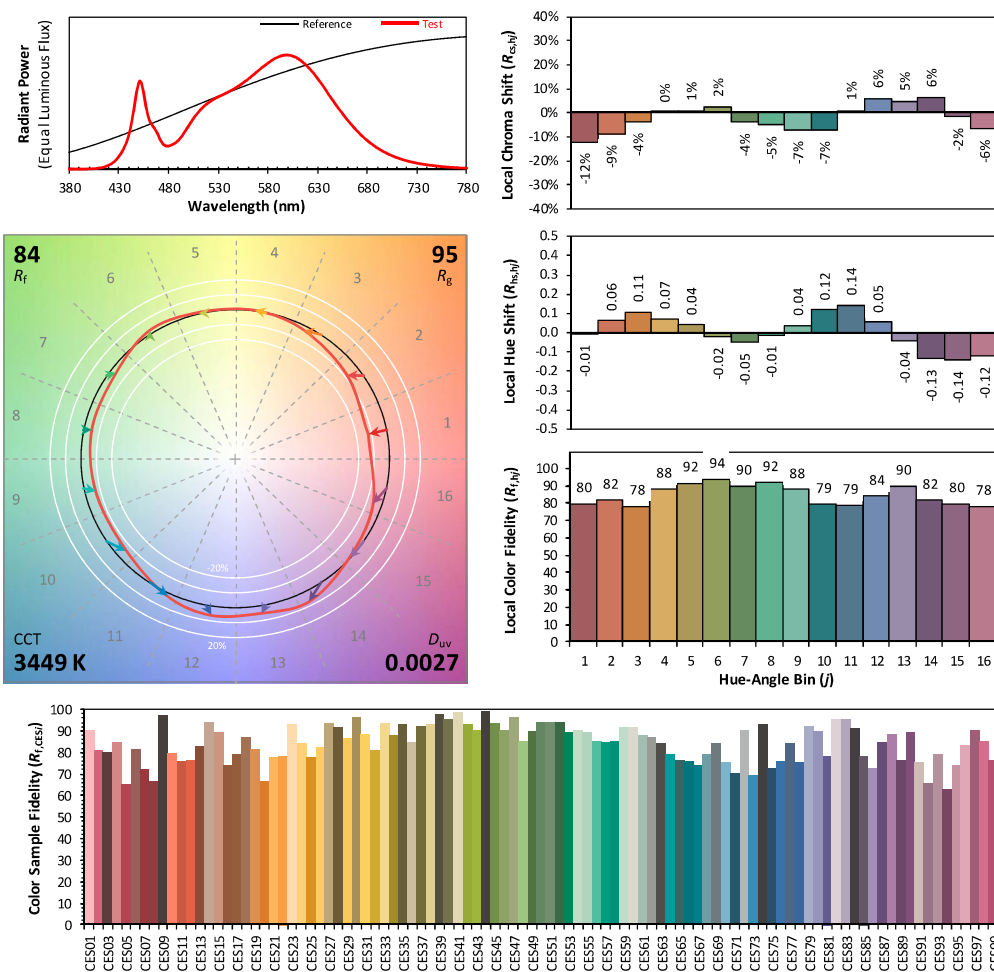 Radiant Power
(Equal Luminous Flux)
Reference
Test
380 430 480 530 580 630 680 730 780
Wavelength (nm)
Local Chroma Shift (Rcs,hj)
40%
30%
20%
10%
0%
-10%
-20%
-30%
-40%
-12% -9% -4% 0% 1% 2% -4% -5% -7% -7% 1% 6% 5% 6% -2% -6%
84
Rf
95
Rg
5 4
6 3
7 2
8 1
9 16
10 15
11 14
12 13
-20%
20%
CCT
3449 K
Duv
0.0027
Local Hue Shift (Rhs,hj)
0.5
0.4
0.3
0.2
0.1
0.0
-0.1
-0.2
-0.3
-0.4
-0.5
-0.01 0.06 0.11 0.07 0.04 -0.02 -0.05 -0.01 0.04 0.12 0.14 0.05 -0.04 -0.13 -0.14 -0.12
Local Color Fidelity (Rf,hj)
100
90
80
70
60
50
40
30
20
10
0
80 82 78 88 92 94 90 92 88 79 79 84 90 82 80 78
1 2 3 4 5 6 7 8 9 10 11 12 13 14 15 16
Hue-Angle Bin (j)
Color Sample Fidelity (Rf,CESi)
100
90
80
70
60
50
40
30
20
10
0
CES01 CES03 CES05 CES07 CES09 CES11 CES13 CES15 CES17 CES19 CES21 CES23 CES25 CES27 CES29 CES31 CES33 CES35 CES37 CES39 CES41 CES43 CES45 CES47 CES49 CES51 CES53 CES55 CES57 CES59 CES61 CES63 CES65 CES67 CES69 CES71 CES73 CES75 CES77 CES79 CES81 CES83 CES85 CES87 CES89 CES91 CES93 CES95 CES97